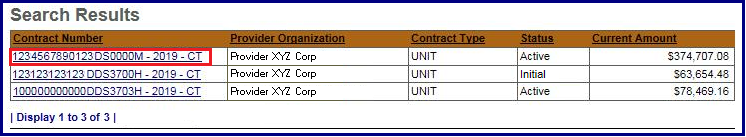 Search Results
Contract Number Provider Organization Contract Type Status Current Amount
1234567890123DS0000M - 2019 - CT Provider XYZ Corp UNIT Active $374,707.08
123123123123 DDS3700H - 2019 - CT Provider XYZ Corp UNIT Initial $63,654.48
100000000000DDS3703H - 2019 - CT Provider XYZ Corp UNIT Active $78,469.16
| Display 1 to 3 of 3 |